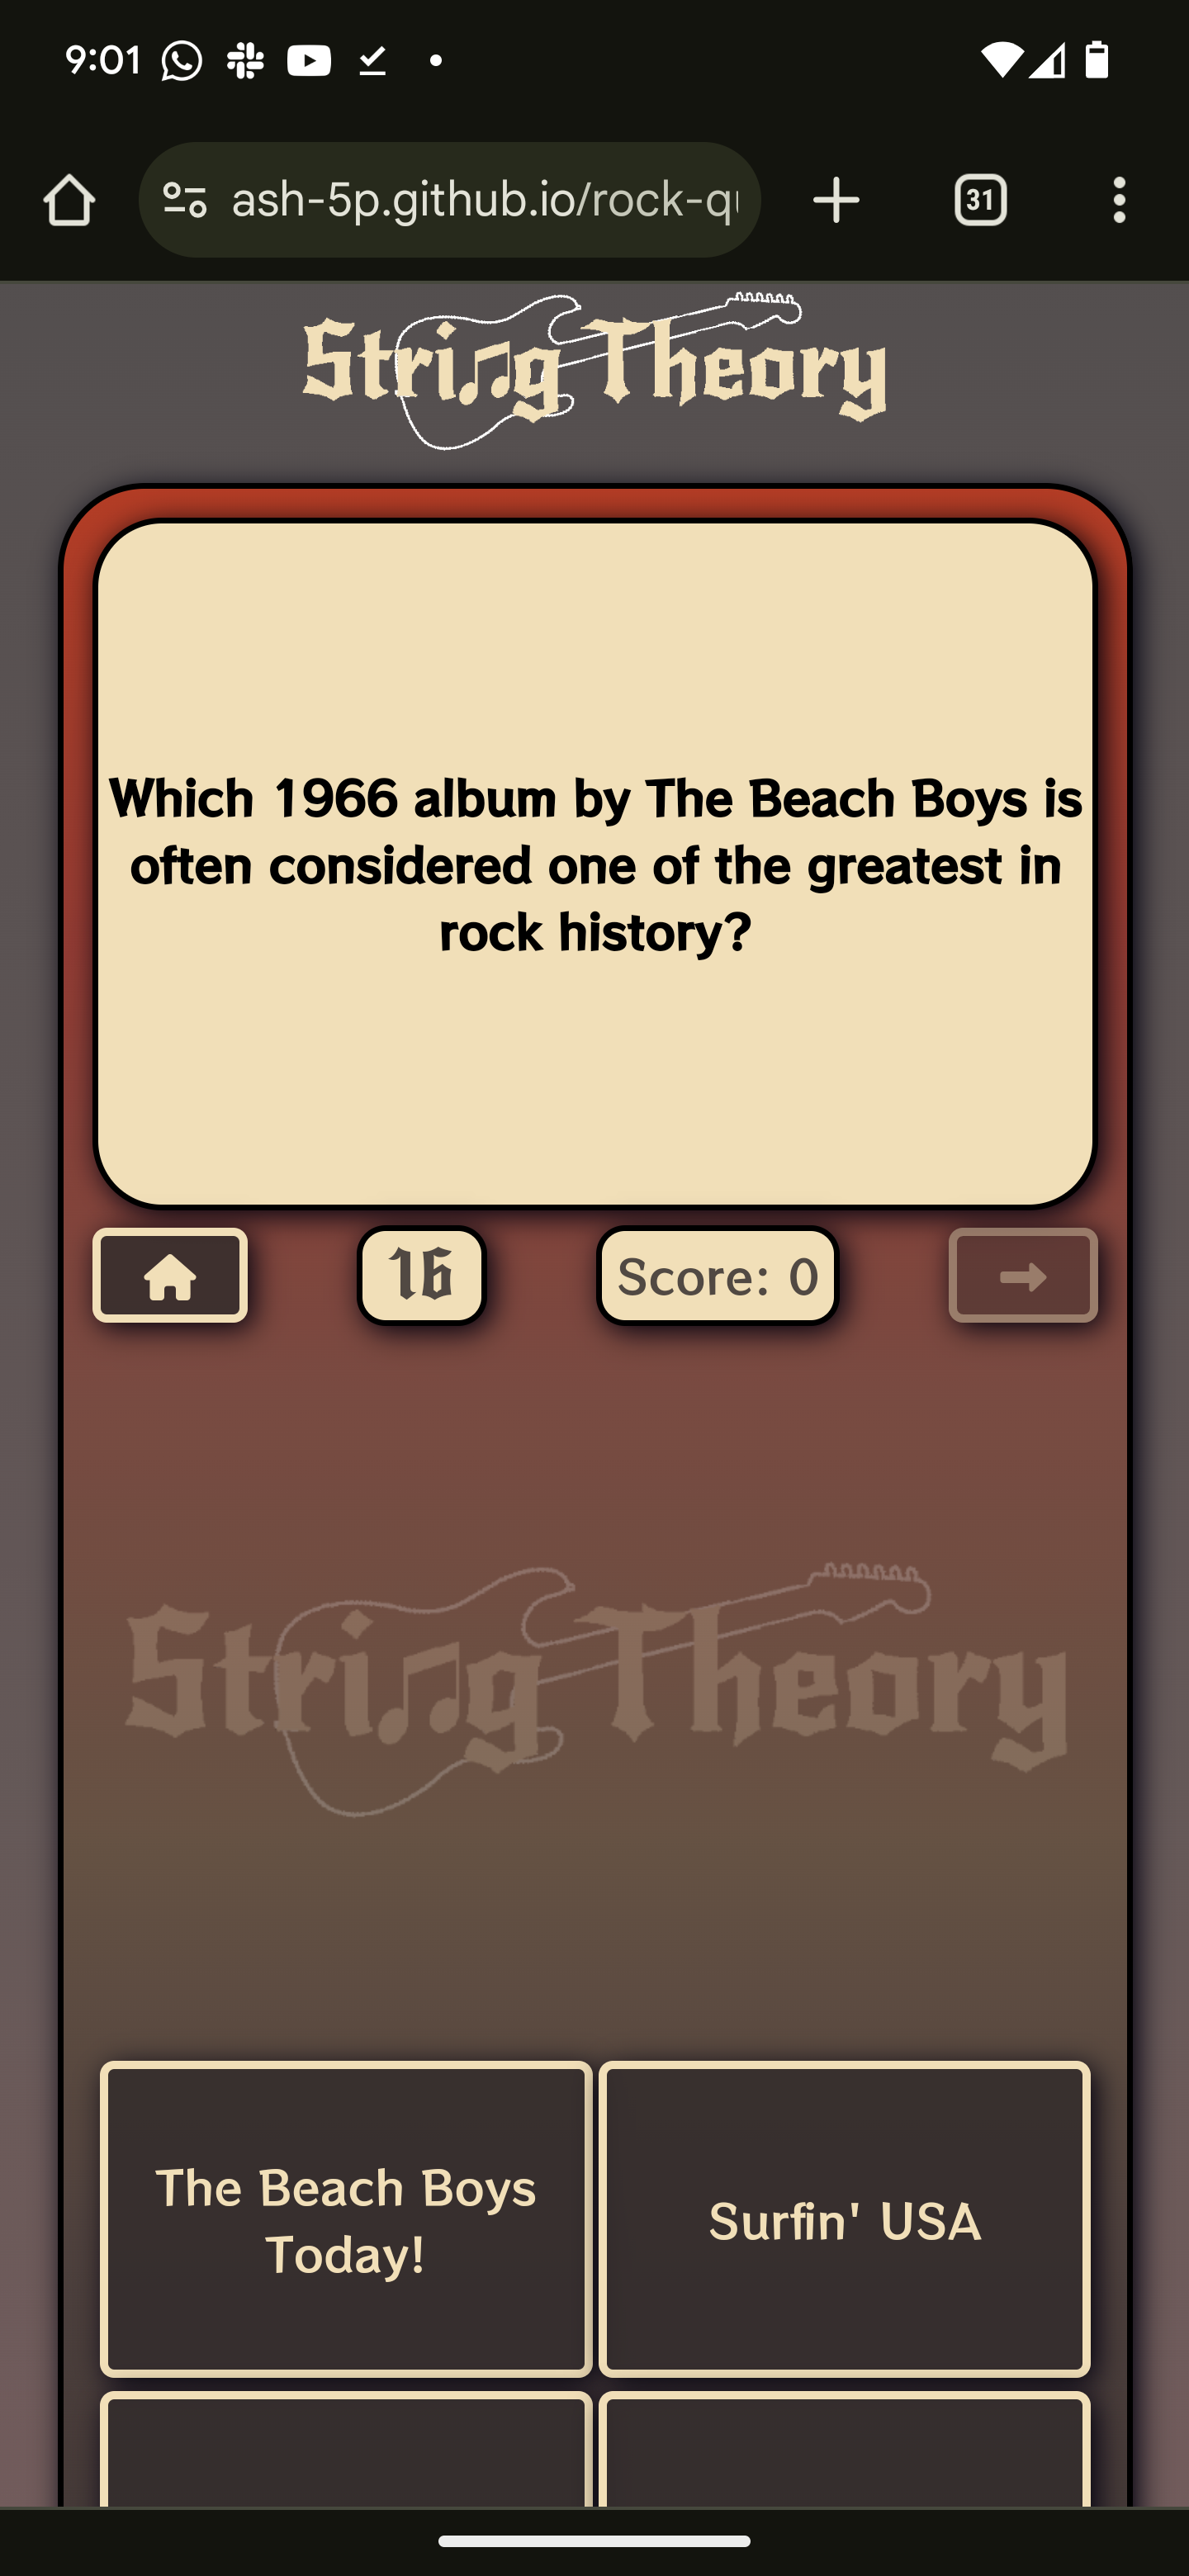 9:01
ash-5p.github.io/rock-q
31
String Theory
Which 1966 album by The Beach Boys is
often considered one of the greatest in
rock history?
16
Score: 0
String Theory
The Beach Boys
Today!
Surfin' USA